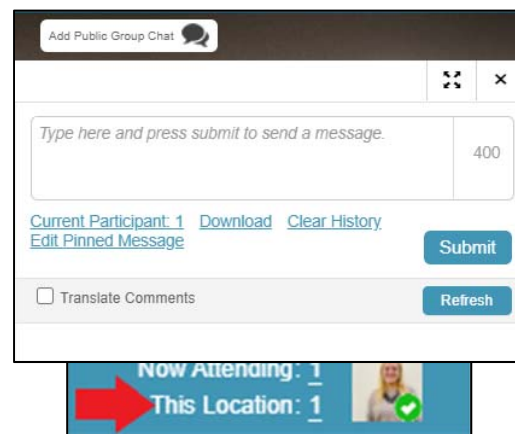 Add Public Group Chat
Type here and press submit to send a message.
400
Current Participant: 1 Download Clear History
Edit Pinned Message
Submit
Translate Comments
Refresh
Now Attending: 1
This Location: 1